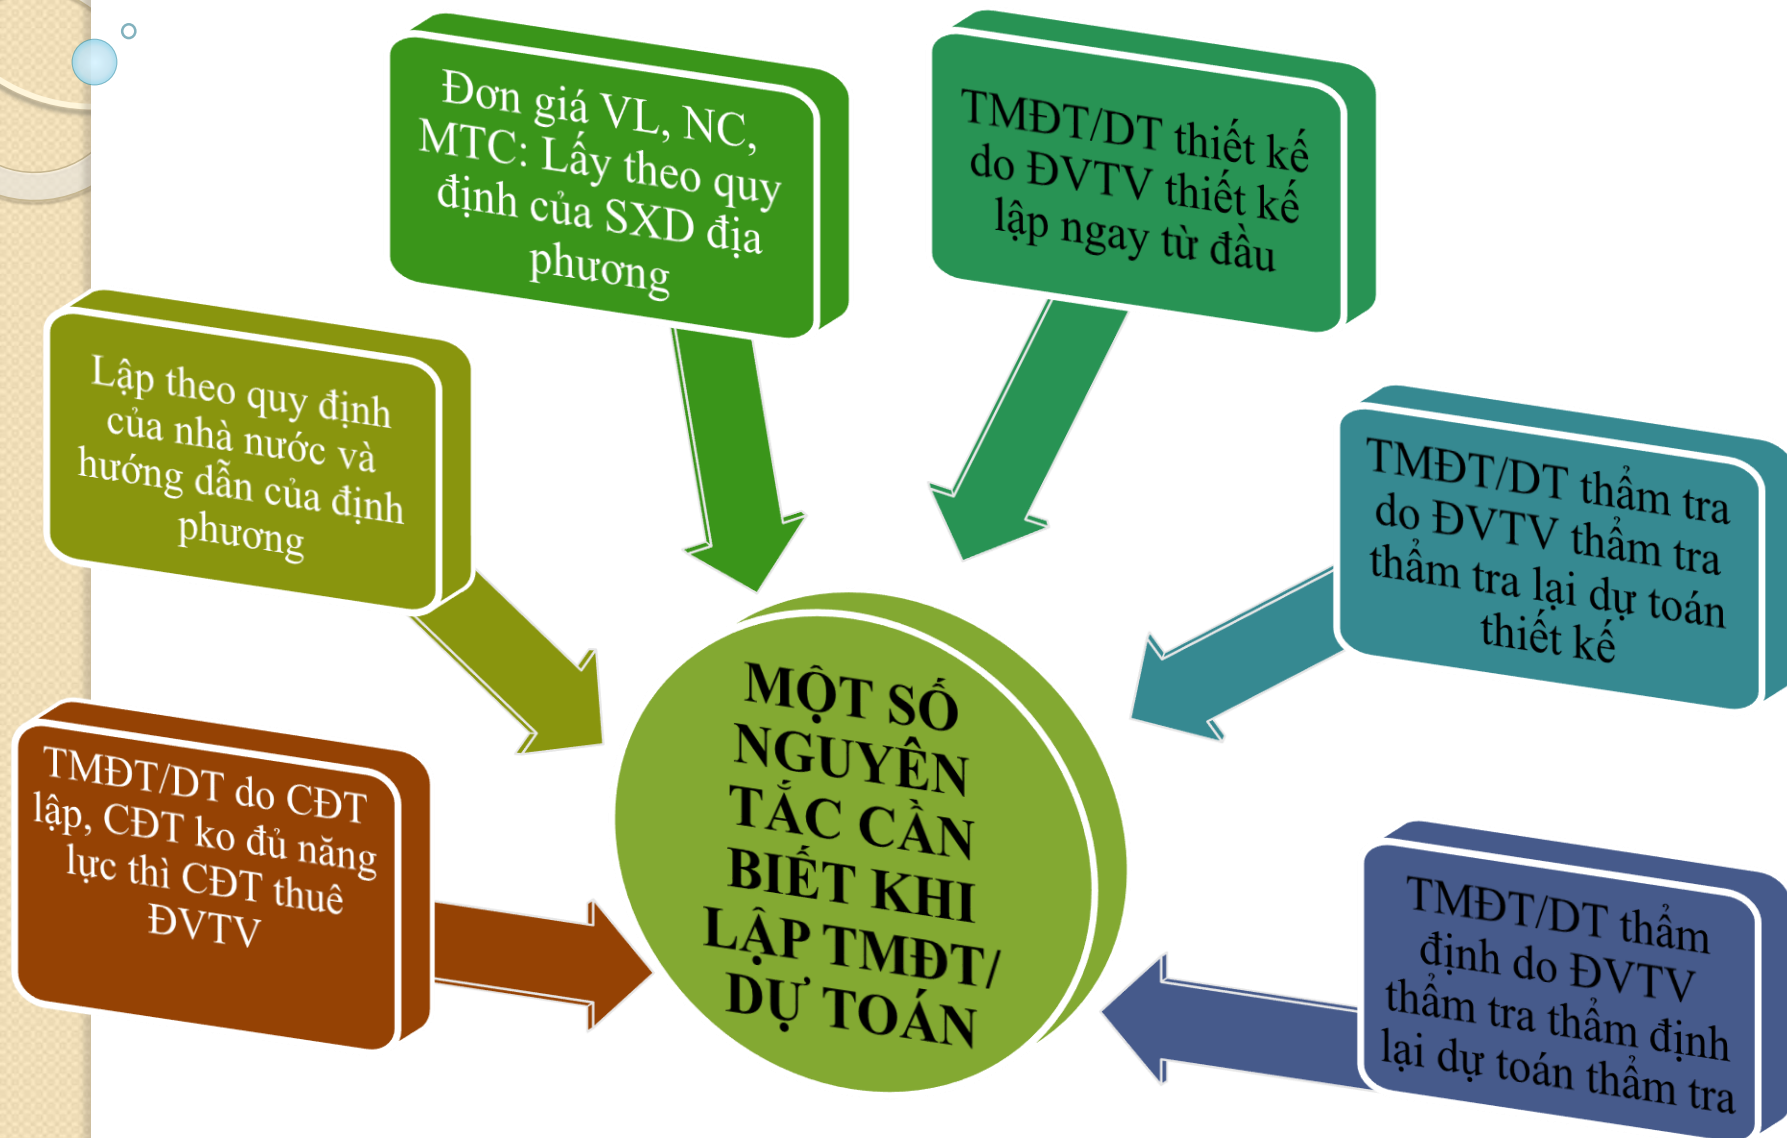 Đơn giá VL, NC,
MTC: Lấy theo quy
định của SXD địa
phương
TMĐT/DT thiết kế
do ĐVTV thiết kế
lập ngay từ đầu
Lập theo quy định
của nhà nước và
hướng dẫn của định
phương
TMĐT/DT thẩm tra
do ĐVTV thẩm tra
thẩm tra lại dự toán
thiết kế
TMĐT/DT do CĐT
lập, CĐT ko đủ năng
lực thì CĐT thuê
ĐVTV
MỘT SỐ
NGUYÊN
TẮC CẦN
BIẾT KHI
LẬP TMĐT/
DỰ TOÁN
TMĐT/DT thẩm
định do ĐVTV
thẩm tra thẩm định
lại dự toán thẩm tra